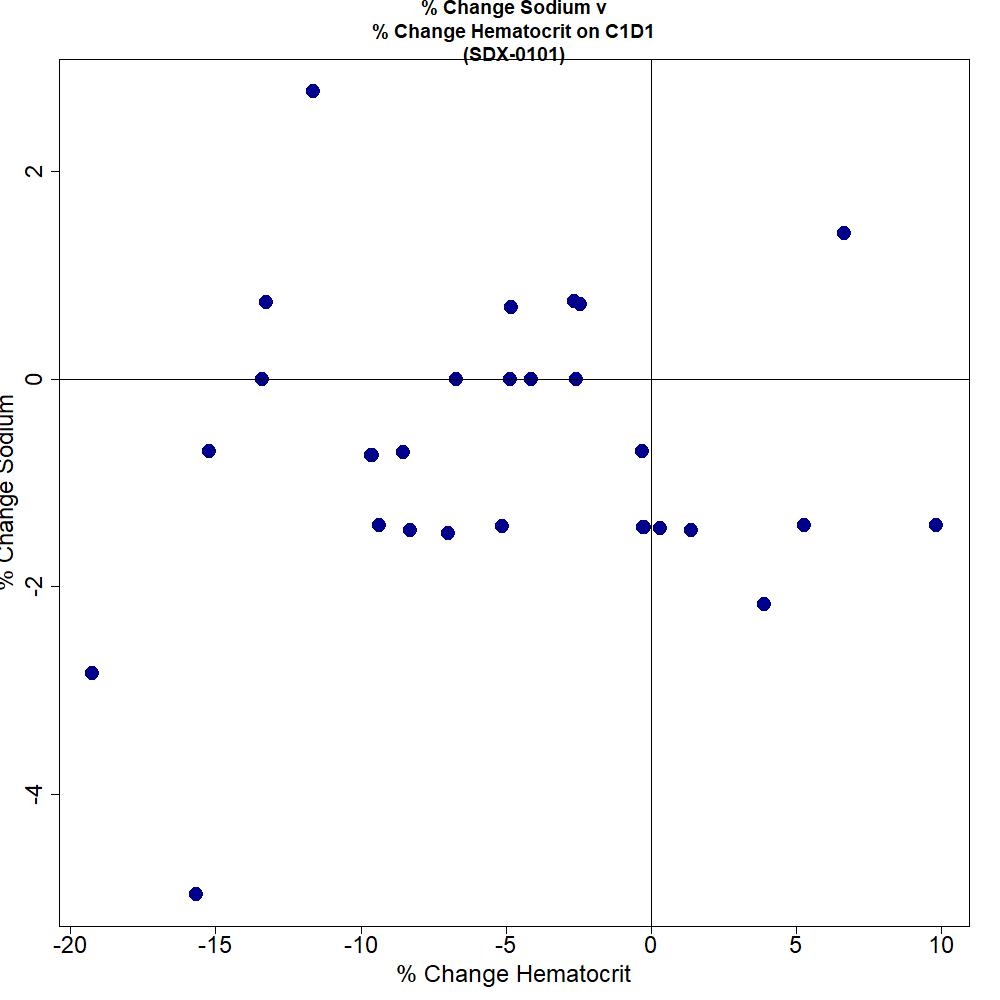 % Change Sodium v
% Change Hematocrit on C1D1
(SDX-0101)
2
0
-2
-4
% Change Sodium
-20
-15
-10
-5
0
5
10
% Change Hematocrit